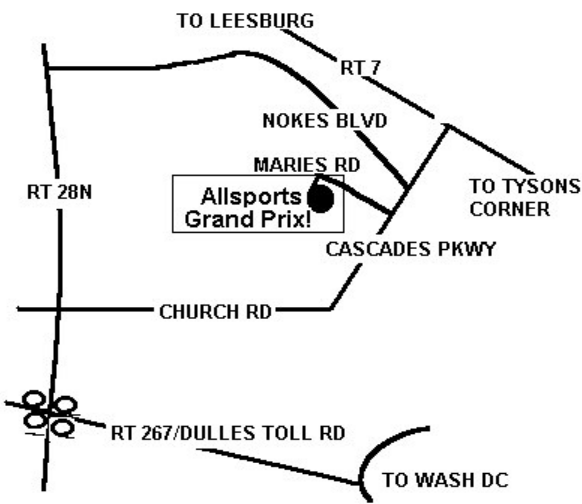 TO LEESBURG
RT 7
NOKES BLVD
MARIES RD
RT 28N
Allsports
Grand Prix!
TO TYSONS
CORNER
CASCADES PKWY
CHURCH RD
RT 267/DULLES TOLL RD
TO WASH DC